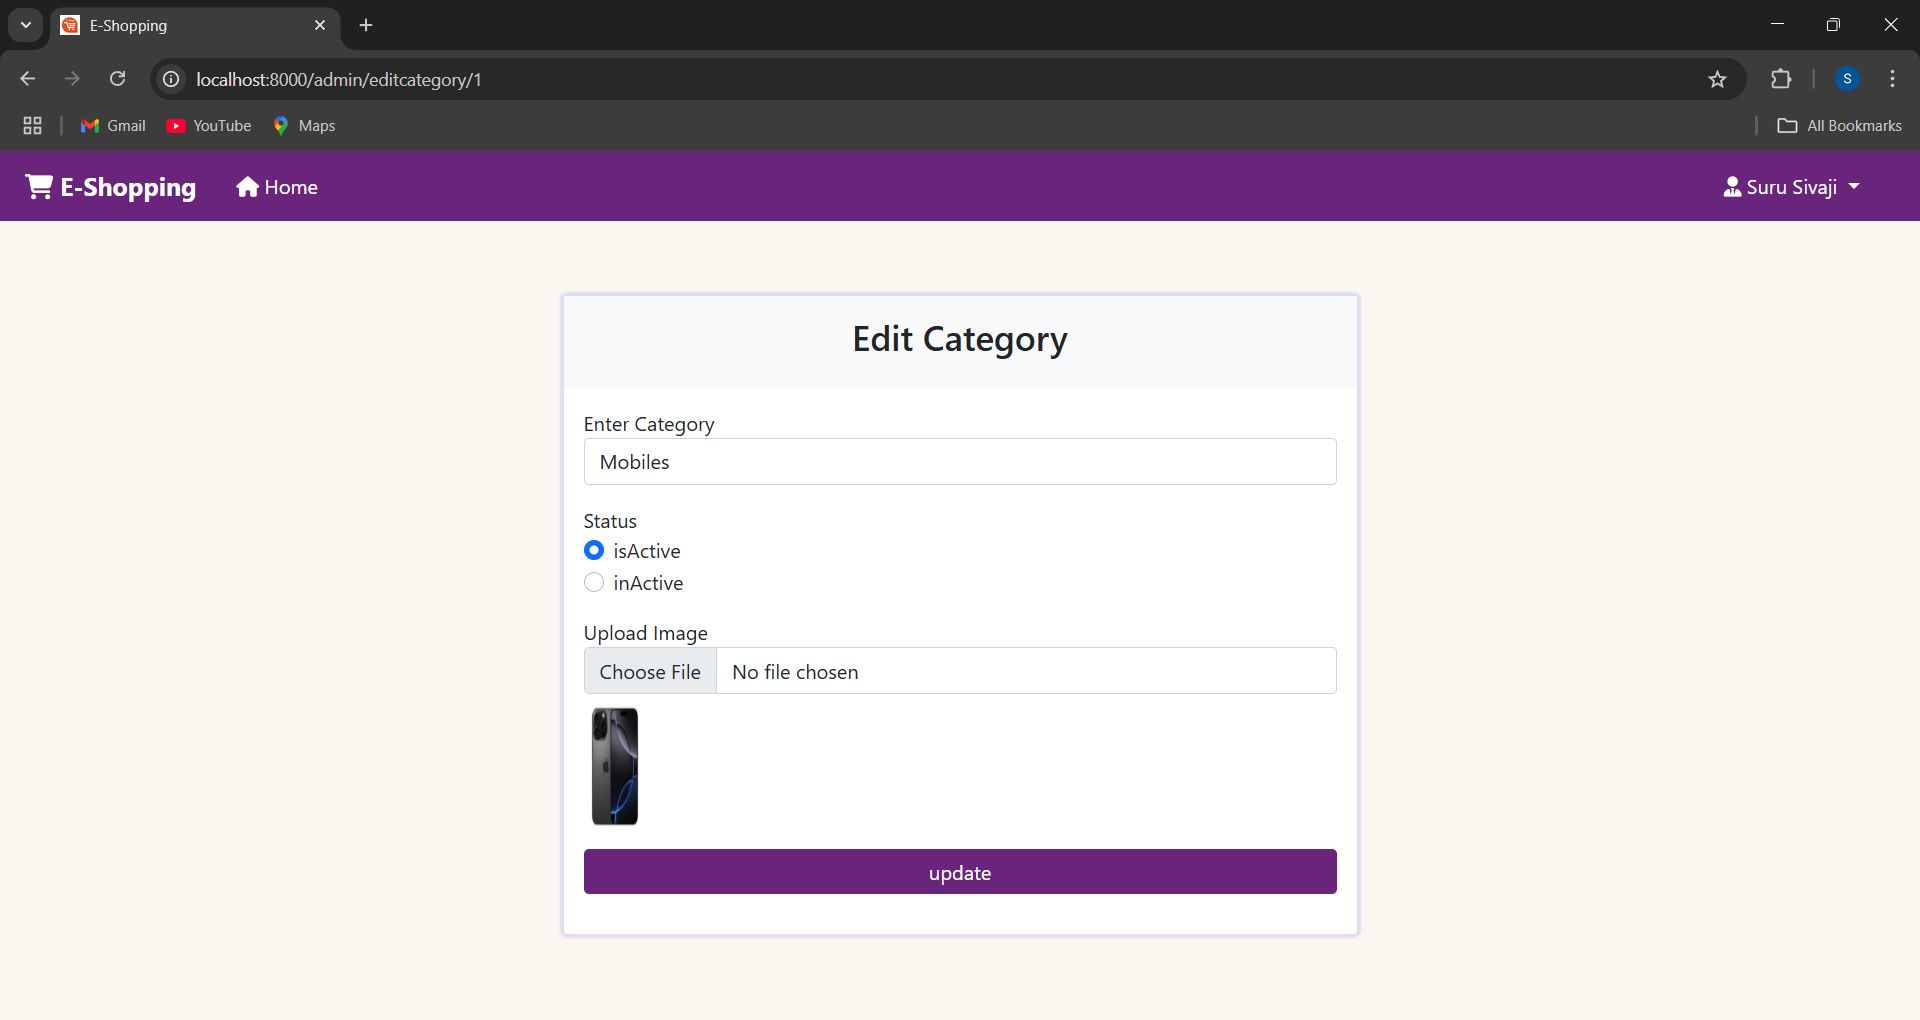 E-Shopping
localhost:8000/admin/editcategory/1
S
Gmail YouTube Maps All Bookmarks
E-Shopping Home Suru Sivaji
Edit Category
Enter Category
Mobiles
Status
isActive
inActive
Upload Image
Choose File No file chosen
update